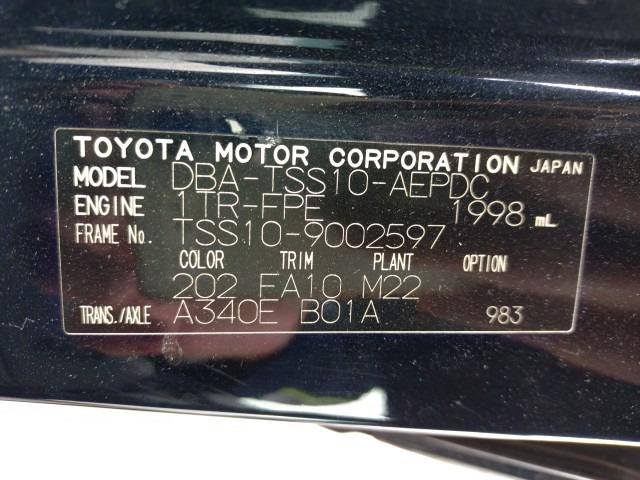 TOYOTA MOTOR CORPORATION JAPAN
MODEL DBA-TSS10-AEPDC
ENGINE 1TR-FPE 1998 mL
FRAME No. TSS10-9002597
COLOR TRIM PLANT OPTION
202 FA10 M22
TRANS./AXLE A340E B01A 983